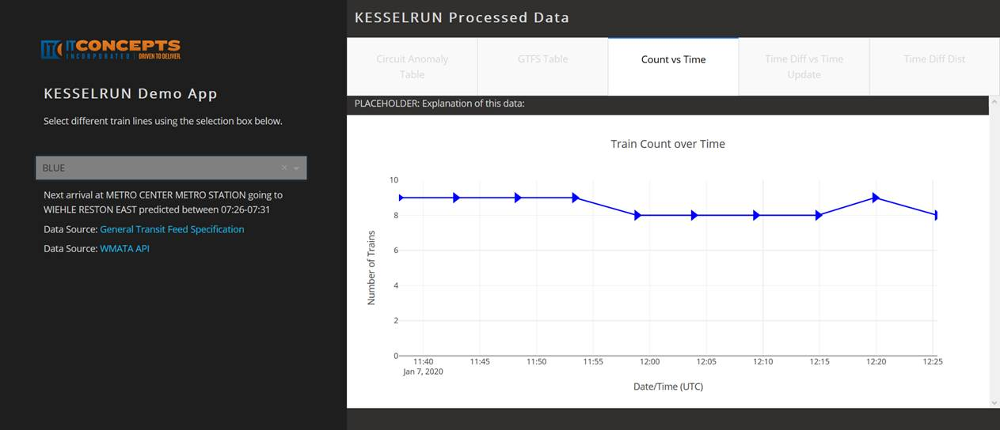 ITC ITCONCEPTS
INCORPORATED | DRIVEN TO DELIVER.
KESSELRUN Demo App
Select different train lines using the selection box below.
BLUE
Next arrival at METRO CENTER METRO STATION going to
WIEHLE RESTON EAST predicted between 07:26-07:31
Data Source: General Transit Feed Specification
Data Source: WMATA API
KESSELRUN Processed Data
Circuit Anomaly
Table
GTFS Table
Count vs Time
Time Diff vs Time
Update
Time Diff Dist
PLACEHOLDER: Explanation of this data:
Train Count over Time
Number of Trains
10
8
6
4
2
0
11:40
11:45
11:50
11:55
12:00
12:05
12:10
12:15
12:20
12:25
Jan 7, 2020
Date/Time (UTC)